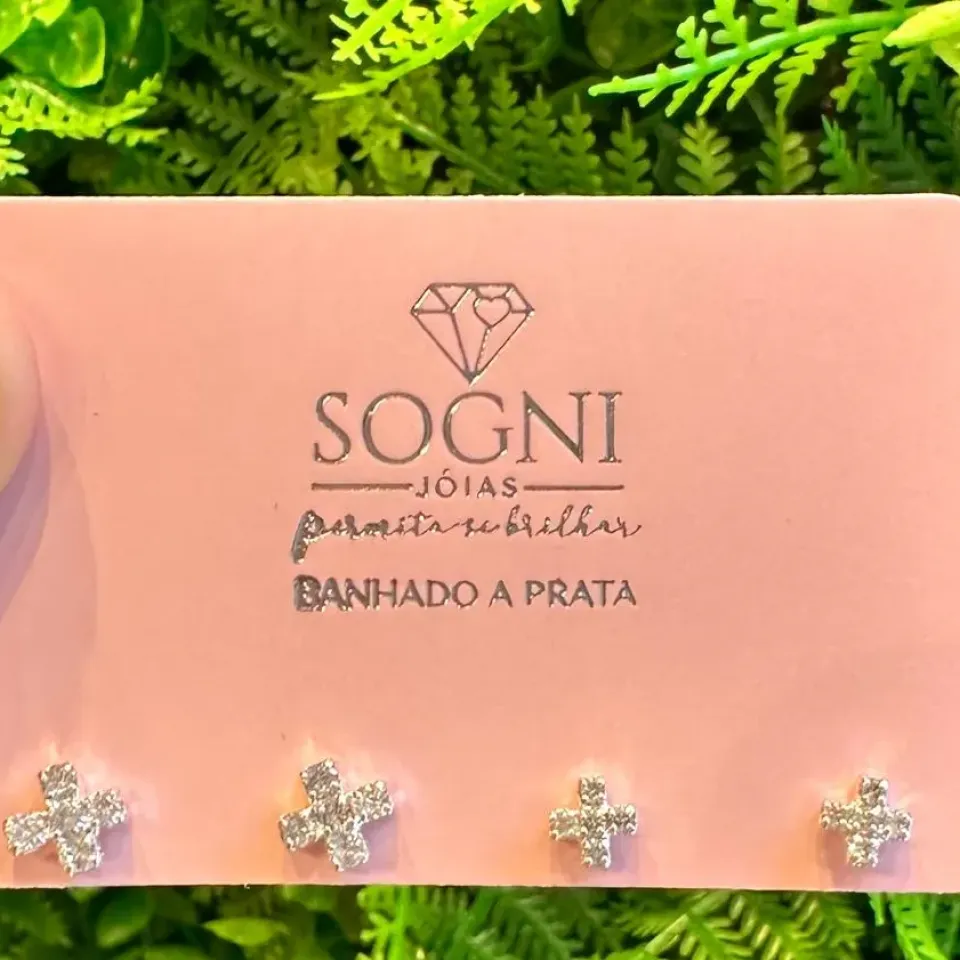 SOGNI
JÓIAS
permita-se brilhar
BANHADO A PRATA